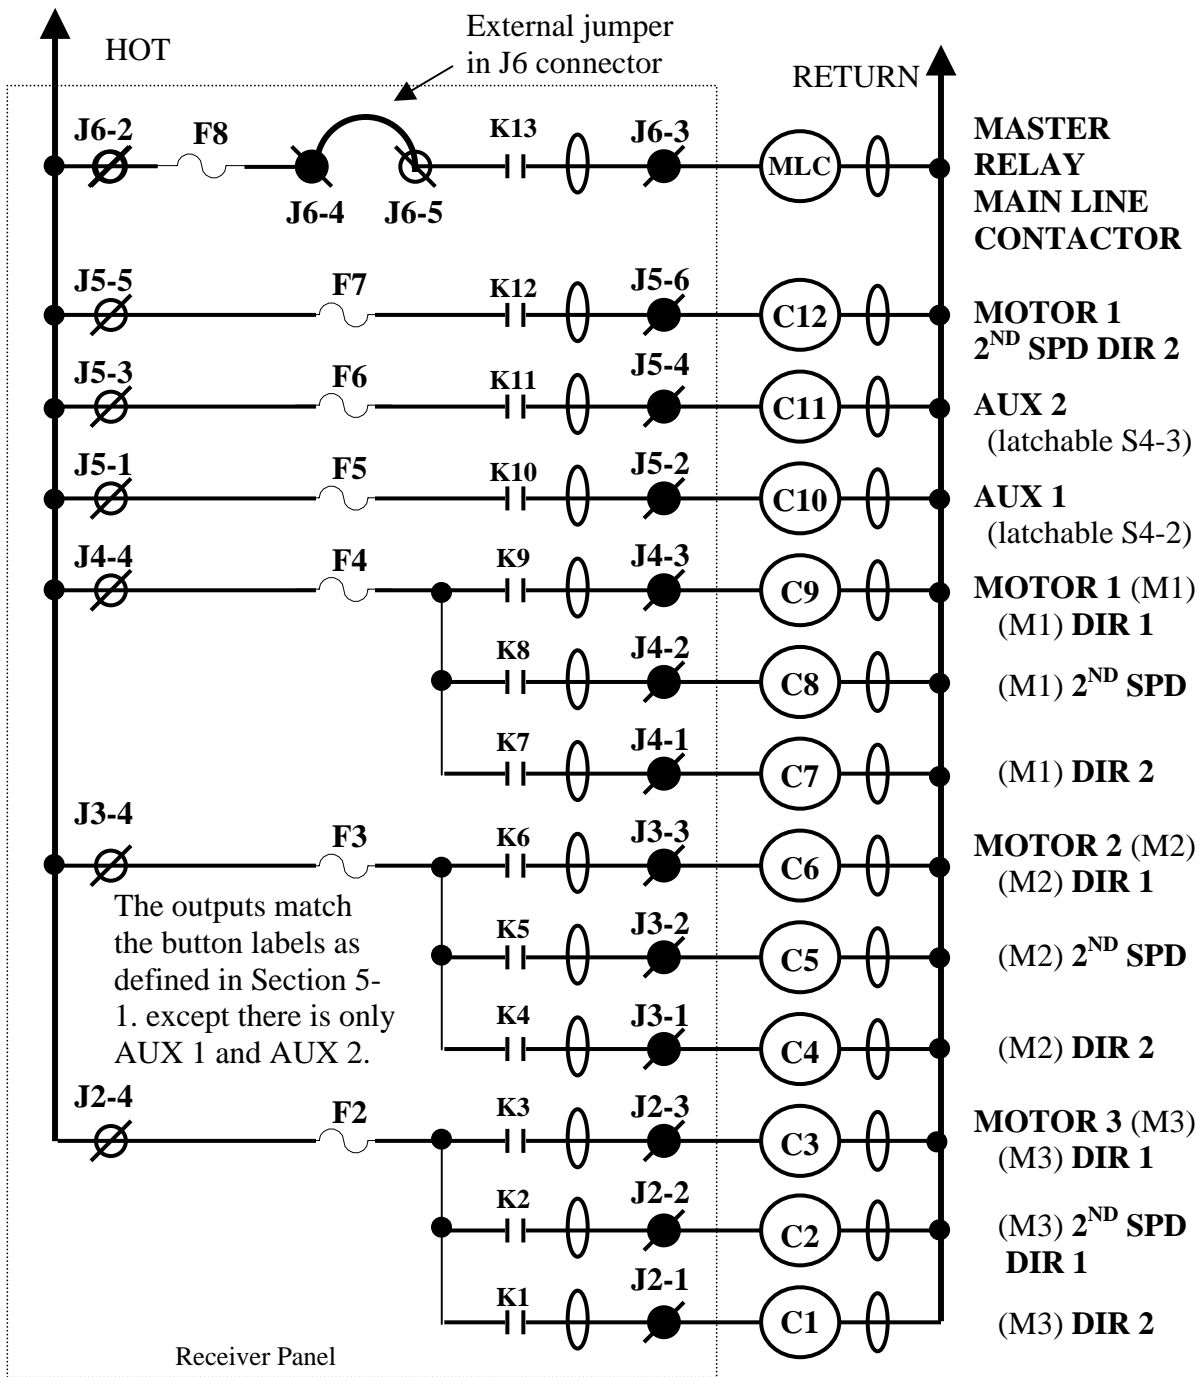 HOT
External jumper
in J6 connector
RETURN
J6-2
F8
J6-4
J6-5
K13
J6-3
MLC
MASTER
RELAY
MAIN LINE
CONTACTOR
J5-5
F7
K12
J5-6
C12
MOTOR 1
2ND SPD DIR 2
J5-3
F6
K11
J5-4
C11
AUX 2
(latchable S4-3)
J5-1
F5
K10
J5-2
C10
AUX 1
(latchable S4-2)
J4-4
F4
K9
J4-3
C9
MOTOR 1 (M1)
(M1) DIR 1
K8
J4-2
C8
(M1) 2ND SPD
K7
J4-1
C7
(M1) DIR 2
J3-4
F3
K6
J3-3
C6
MOTOR 2 (M2)
(M2) DIR 1
The outputs match
the button labels as
defined in Section 5-
1. except there is only
AUX 1 and AUX 2.
K5
J3-2
C5
(M2) 2ND SPD
K4
J3-1
C4
(M2) DIR 2
J2-4
F2
K3
J2-3
C3
MOTOR 3 (M3)
(M3) DIR 1
K2
J2-2
C2
(M3) 2ND SPD
DIR 1
K1
J2-1
C1
(M3) DIR 2
Receiver Panel